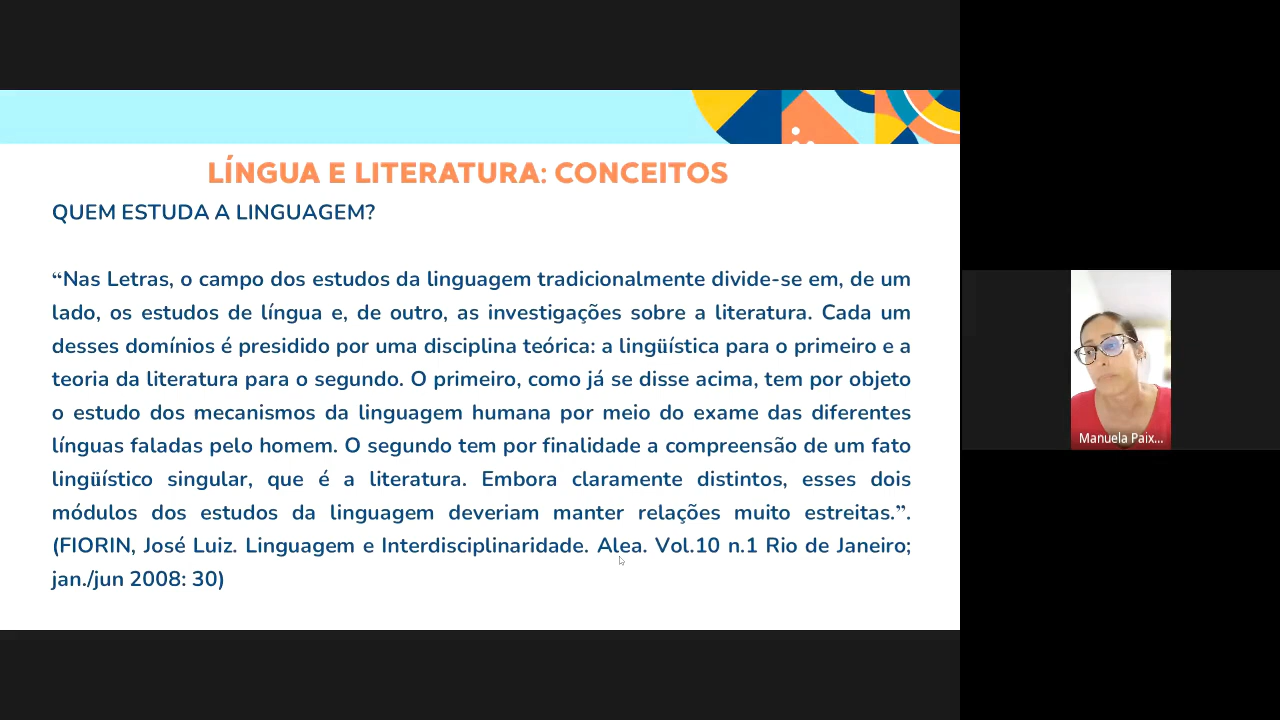 LÍNGUA E LITERATURA: CONCEITOS
QUEM ESTUDA A LINGUAGEM?
“Nas Letras, o campo dos estudos da linguagem tradicionalmente divide-se em, de um
lado, os estudos de língua e, de outro, as investigações sobre a literatura. Cada um
desses domínios é presidido por uma disciplina teórica: a lingüística para o primeiro e a
teoria da literatura para o segundo. O primeiro, como já se disse acima, tem por objeto
o estudo dos mecanismos da linguagem humana por meio do exame das diferentes
línguas faladas pelo homem. O segundo tem por finalidade a compreensão de um fato
lingüístico singular, que é a literatura. Embora claramente distintos, esses dois
módulos dos estudos da linguagem deveriam manter relações muito estreitas.”.
(FIORIN, José Luiz. Linguagem e Interdisciplinaridade. Alea. Vol.10 n.1 Rio de Janeiro;
jan./jun 2008: 30)
Manuela Paix...